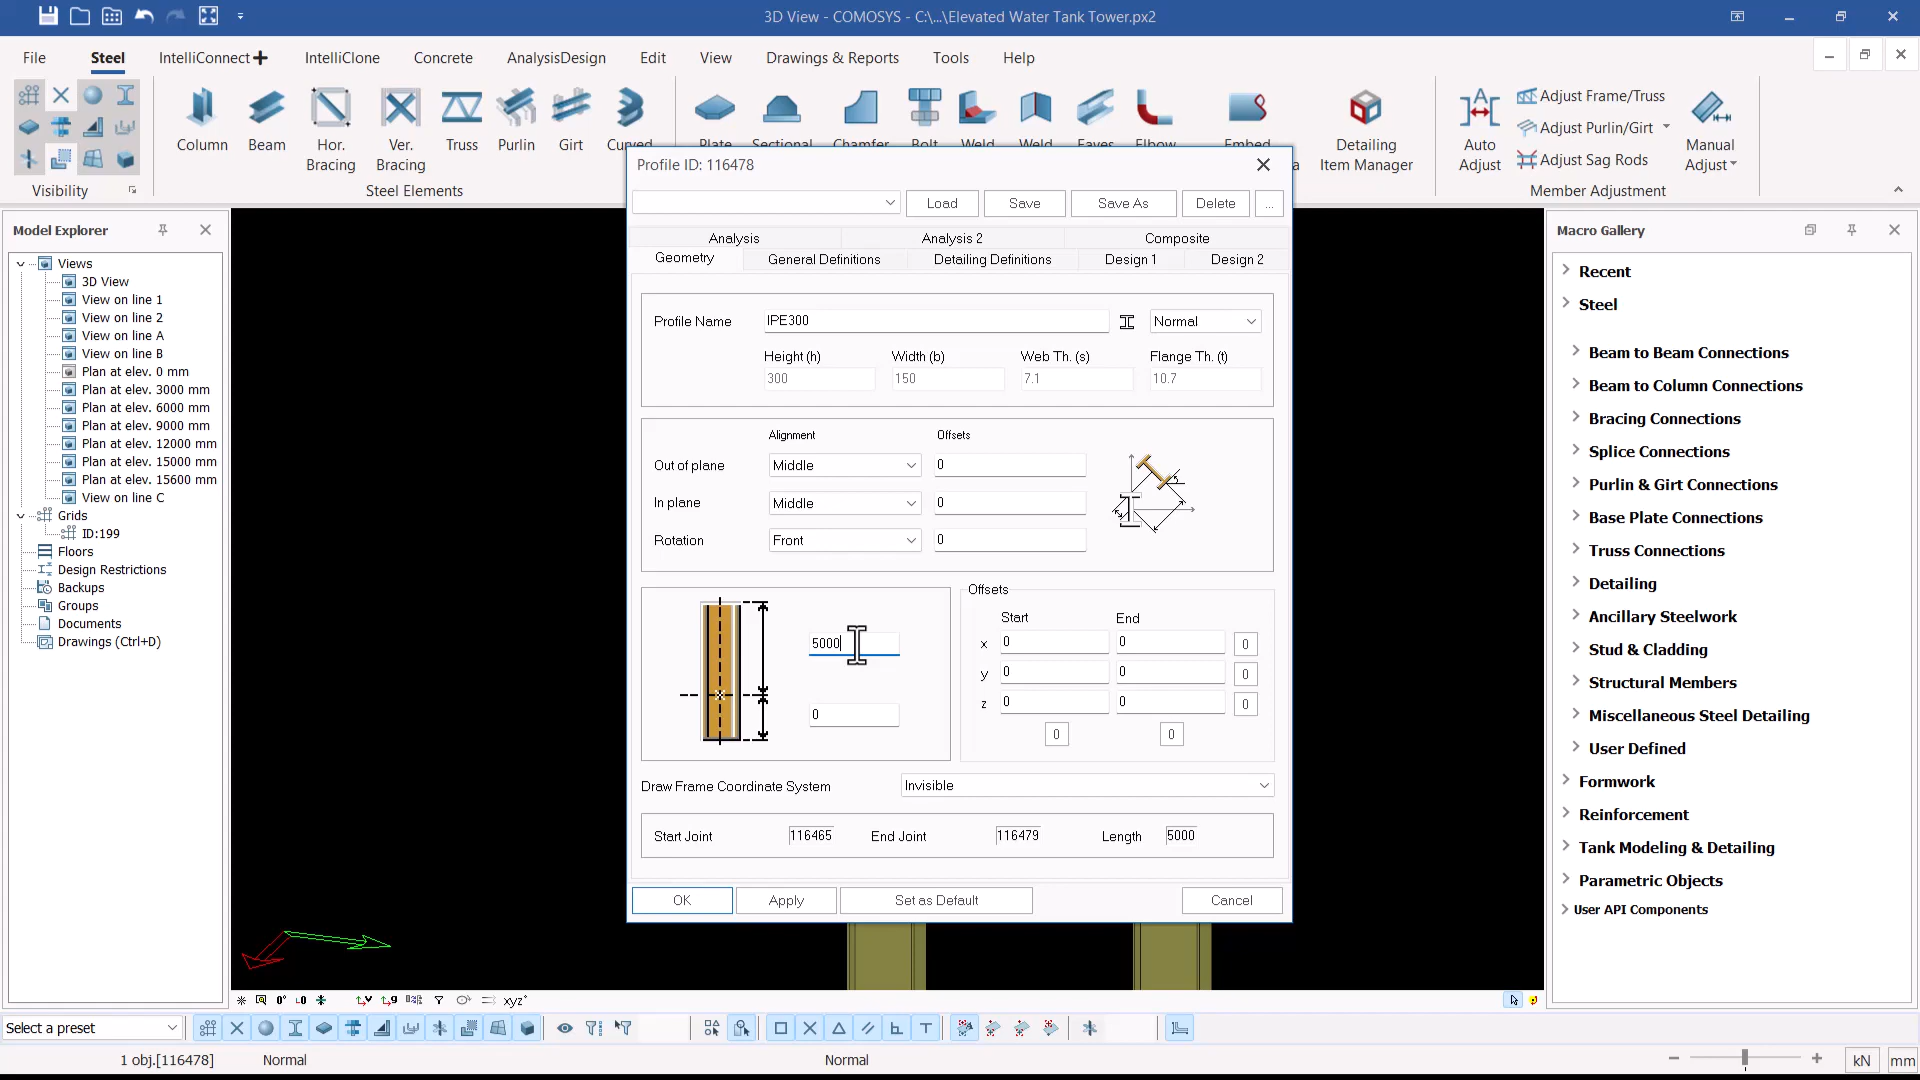 3D View - COMOSYS - C:\...\Elevated Water Tank Tower.px2
File Steel IntelliConnect IntelliClone Concrete AnalysisDesign Edit View Drawings & Reports Tools Help
Column Beam Hor. Bracing Ver. Bracing Truss Purlin Girt Curved Plate Sectional Chamfer Bolt Weld Weld Eaves Elbow Embed
Detailing Item Manager
Auto Adjust
Adjust Frame/Truss
Adjust Purlin/Girt
Adjust Sag Rods
Manual Adjust
Visibility
Steel Elements
Member Adjustment
Model Explorer
Views
3D View
View on line 1
View on line 2
View on line A
View on line B
Plan at elev. 0 mm
Plan at elev. 3000 mm
Plan at elev. 6000 mm
Plan at elev. 9000 mm
Plan at elev. 12000 mm
Plan at elev. 15000 mm
Plan at elev. 15600 mm
View on line C
Grids
ID:199
Floors
Design Restrictions
Backups
Groups
Documents
Drawings (Ctrl+D)
Profile ID: 116478
Load Save Save As Delete ...
Analysis Analysis 2 Composite
Geometry General Definitions Detailing Definitions Design 1 Design 2
Profile Name IPE300 Normal
Height (h) Width (b) Web Th. (s) Flange Th. (t)
300 150 7.1 10.7
Alignment Offsets
Out of plane Middle 0
In plane Middle 0
Rotation Front 0
5000
0
Offsets
Start End
x 0 0 0
y 0 0 0
z 0 0 0
0 0
Draw Frame Coordinate System Invisible
Start Joint 116465 End Joint 116479 Length 5000
OK Apply Set as Default Cancel
Macro Gallery
Recent
Steel
Beam to Beam Connections
Beam to Column Connections
Bracing Connections
Splice Connections
Purlin & Girt Connections
Base Plate Connections
Truss Connections
Detailing
Ancillary Steelwork
Stud & Cladding
Structural Members
Miscellaneous Steel Detailing
User Defined
Formwork
Reinforcement
Tank Modeling & Detailing
Parametric Objects
User API Components
xyz
Select a preset
1 obj.[116478] Normal Normal kN mm